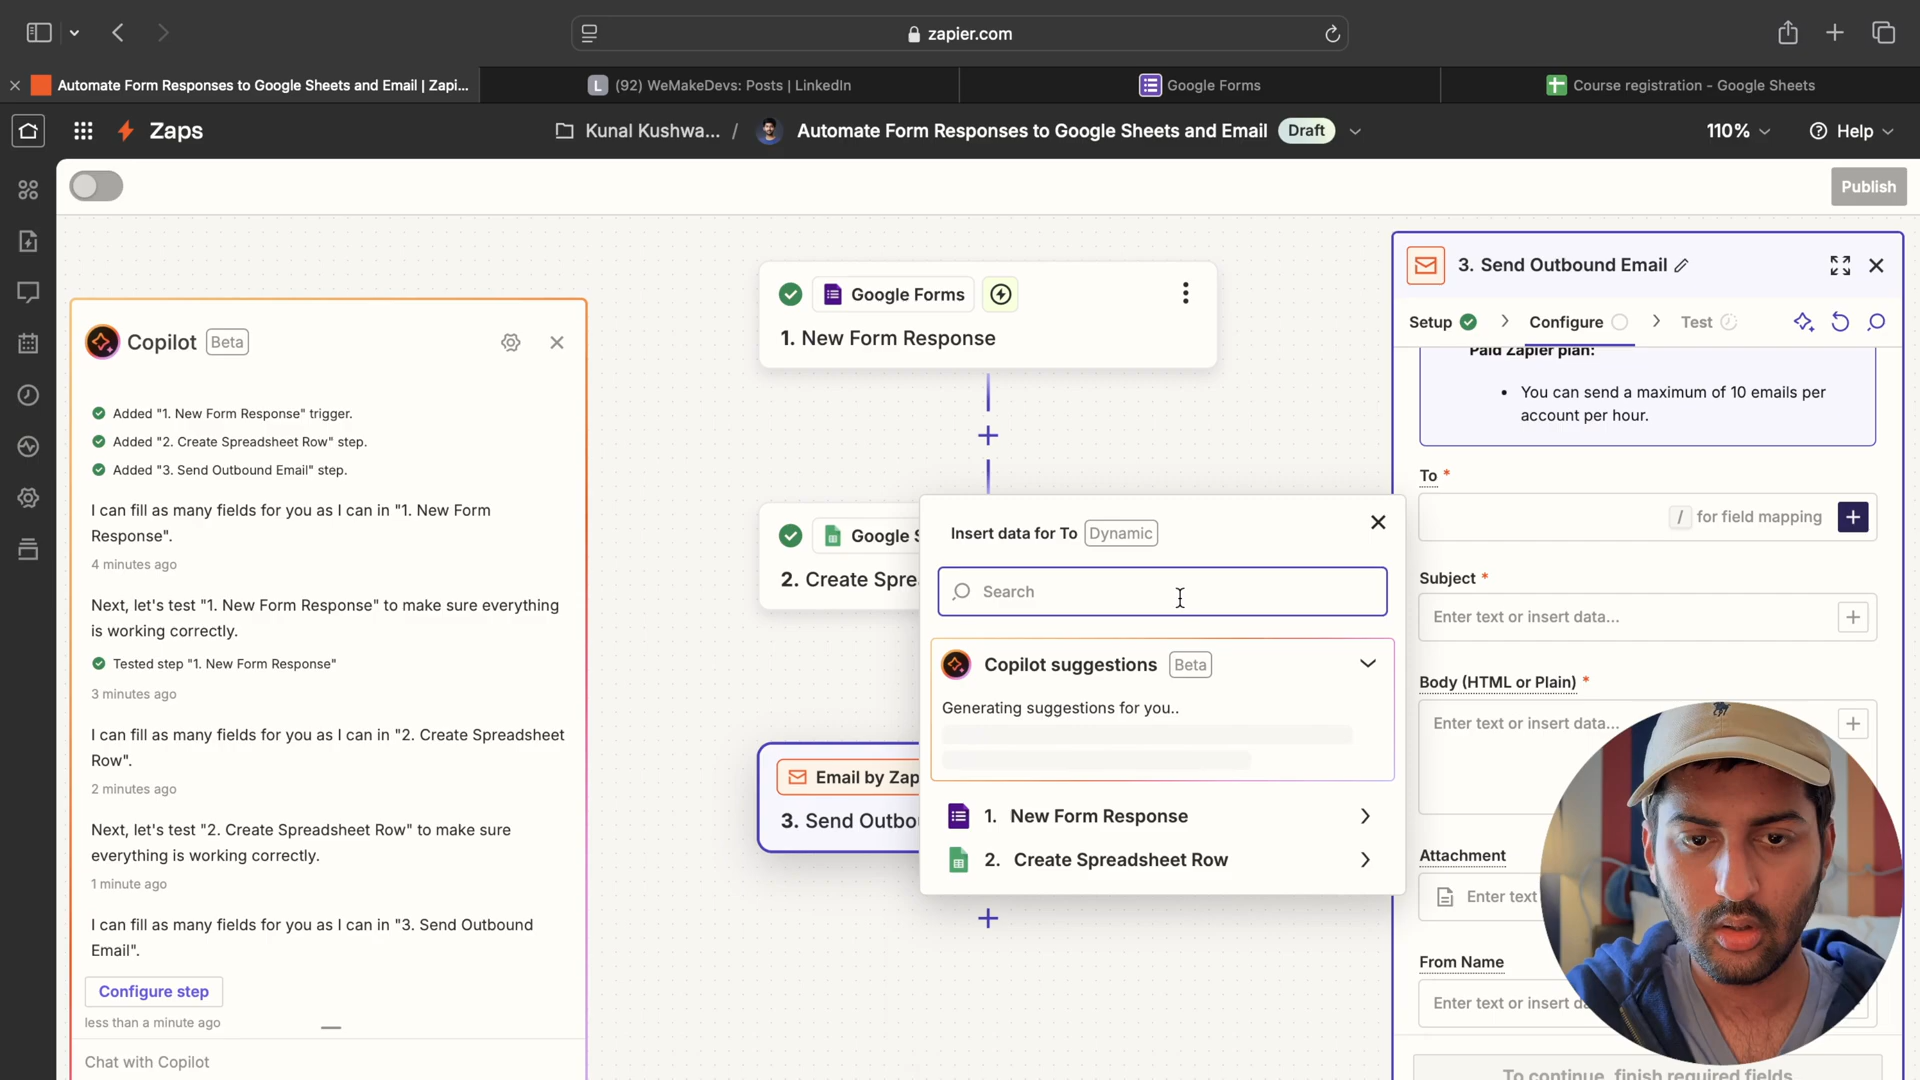 zapier.com
Automate Form Responses to Google Sheets and Email | Zapi...
L
(92) WeMakeDevs: Posts | LinkedIn
Google Forms
Course registration - Google Sheets
Zaps
Kunal Kushwa... /
Automate Form Responses to Google Sheets and Email
Draft
110%
Help
Publish
Copilot Beta
Added "1. New Form Response" trigger.
Added "2. Create Spreadsheet Row" step.
Added "3. Send Outbound Email" step.
I can fill as many fields for you as I can in "1. New Form
Response".
4 minutes ago
Next, let's test "1. New Form Response" to make sure everything
is working correctly.
Tested step "1. New Form Response"
3 minutes ago
I can fill as many fields for you as I can in "2. Create Spreadsheet
Row".
2 minutes ago
Next, let's test "2. Create Spreadsheet Row" to make sure
everything is working correctly.
1 minute ago
I can fill as many fields for you as I can in "3. Send Outbound
Email".
Configure step
less than a minute ago
Chat with Copilot
Google Forms
1. New Form Response
Google S
2. Create Spre
Email by Zap
3. Send Outbo
Insert data for To Dynamic
Search
Copilot suggestions Beta
Generating suggestions for you..
1. New Form Response
2. Create Spreadsheet Row
3. Send Outbound Email
Setup
Configure
Test
Paid Zapier plan:
• You can send a maximum of 10 emails per
account per hour.
To *
/ for field mapping
Subject *
Enter text or insert data...
Body (HTML or Plain) *
Enter text or insert data...
Attachment
Enter text
From Name
Enter text or insert da
To continue, finish required fields